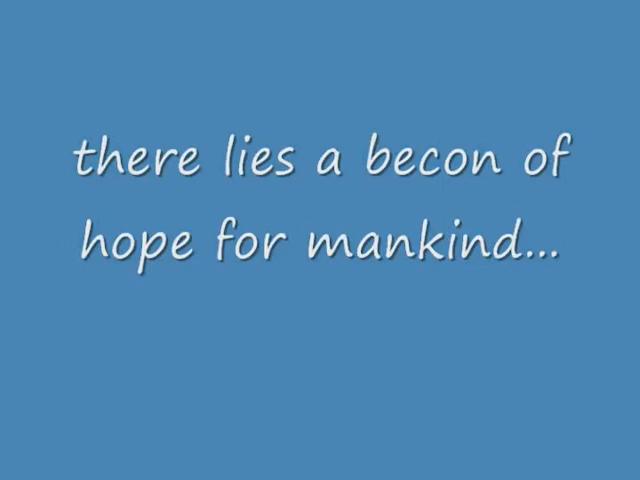 there lies a becon of
hope for mankind...